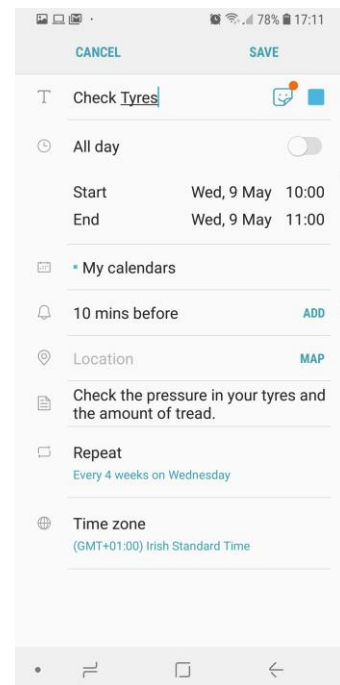 78% 17:11
CANCEL SAVE
Check Tyres
All day
Start Wed, 9 May 10:00
End Wed, 9 May 11:00
My calendars
10 mins before ADD
Location MAP
Check the pressure in your tyres and
the amount of tread.
Repeat
Every 4 weeks on Wednesday
Time zone
(GMT+01:00) Irish Standard Time